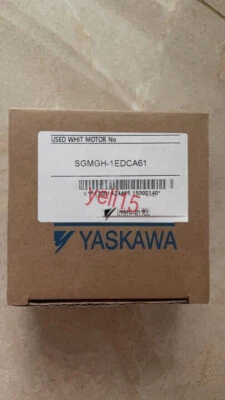 USED WHIT MOTOR No
SGMGH-1EDCA61
yell15
YASKAWA